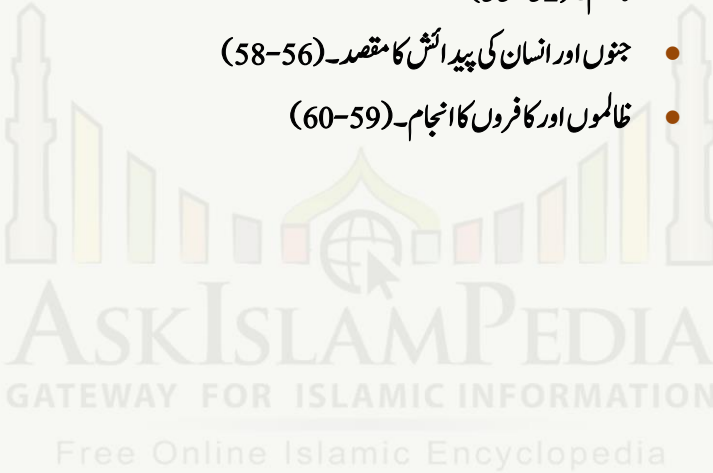 جنوں اور انسان کی پیدائش کا مقصد۔(56-58)
ظالموں اور کافروں کا انجام۔(59-60)
ASKISLAMPEDIA
GATEWAY FOR ISLAMIC INFORMATION
Free Online Islamic Encyclopedia